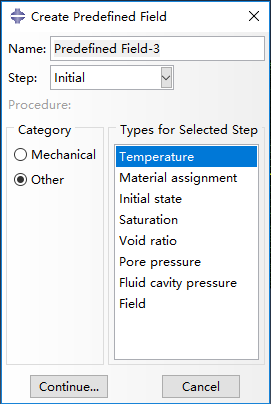 Create Predefined Field
Name: Predefined Field-3
Step: Initial
Procedure:
Category
Mechanical
Other
Types for Selected Step
Temperature
Material assignment
Initial state
Saturation
Void ratio
Pore pressure
Fluid cavity pressure
Field
Continue... Cancel